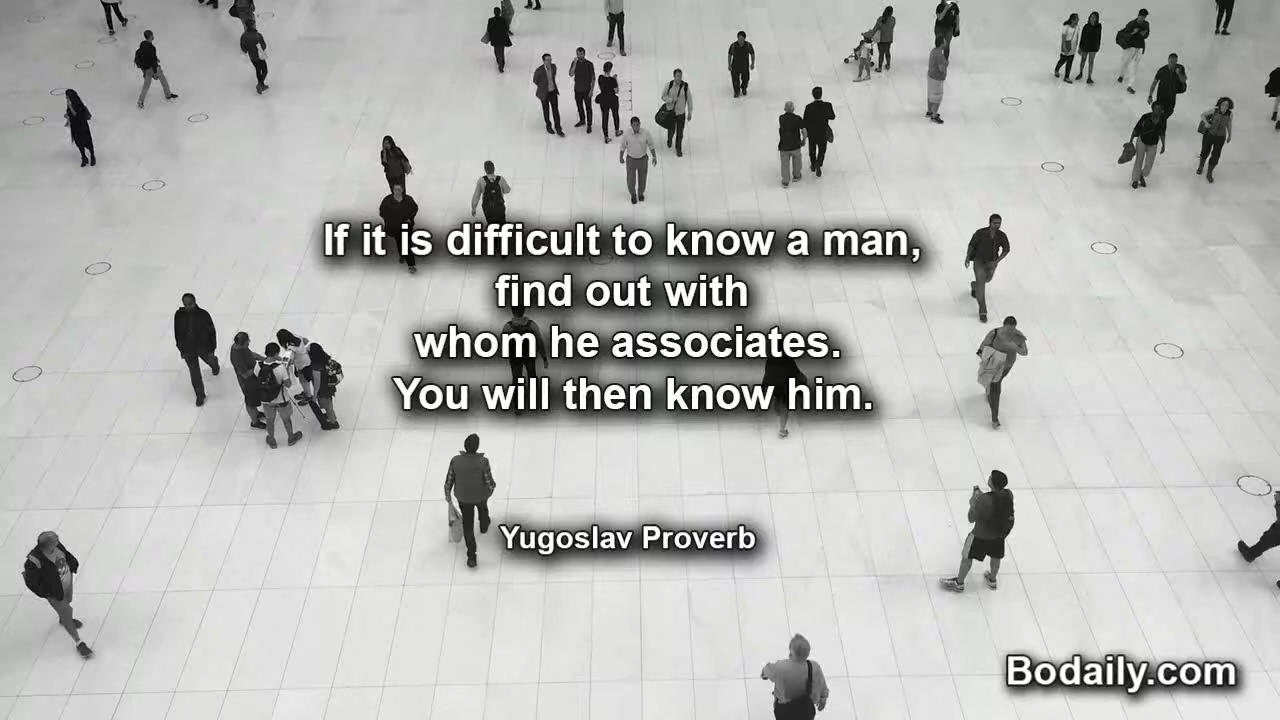 If it is difficult to know a man,
find out with
whom he associates.
You will then know him.
Yugoslav Proverb
Bodaily.com